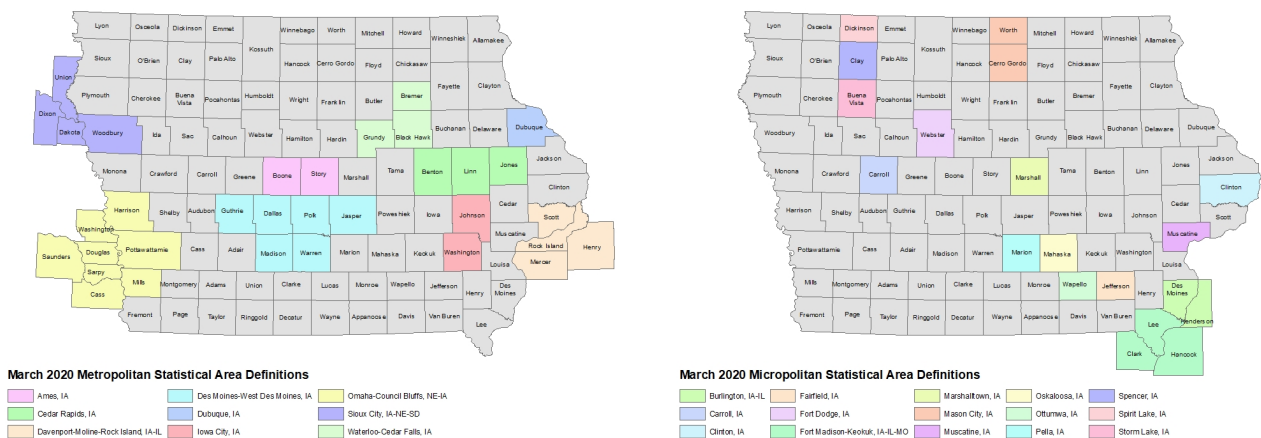 Lyon Osceola Dickinson Emmet Winnebago Worth Mitchell Howard Winneshiek Allamakee
Kossuth
Sioux O'Brien Clay Palo Alto Hancock Cerro Gordo Floyd Chickasaw
Union
Fayette Clayton
Plymouth Cherokee Buena Vista Pocahontas Humboldt Wright Franklin Butler Bremer
Dixon
Dakota Woodbury Ida Sac Calhoun Webster Hamilton Hardin Grundy Black Hawk Buchanan Delaware Dubuque
Jackson
Monona Crawford Carroll Greene Boone Story Marshall Tama Benton Linn Jones
Clinton
Harrison Shelby Audubon Guthrie Dallas Polk Jasper Poweshiek Iowa Johnson Cedar Scott
Washington
Muscatine
Rock Island Henry
Saunders Douglas Pottawattamie Cass Adair Madison Warren Marion Mahaska Keokuk Washington Louisa Mercer
Sarpy
Cass Mills Montgomery Adams Union Clarke Lucas Monroe Wapello Jefferson Henry Des Moines
Fremont Page Taylor Ringgold Decatur Wayne Appanoose Davis Van Buren Lee
March 2020 Metropolitan Statistical Area Definitions
Ames, IA
Cedar Rapids, IA
Davenport-Moline-Rock Island, IA-IL
Des Moines-West Des Moines, IA
Dubuque, IA
Iowa City, IA
Omaha-Council Bluffs, NE-IA
Sioux City, IA-NE-SD
Waterloo-Cedar Falls, IA
Lyon Osceola Dickinson Emmet Winnebago Worth Mitchell Howard Winneshiek Allamakee
Kossuth
Sioux O'Brien Clay Palo Alto Hancock Cerro Gordo Floyd Chickasaw
Fayette Clayton
Plymouth Cherokee Buena Vista Pocahontas Humboldt Wright Franklin Butler Bremer
Woodbury Ida Sac Calhoun Webster Hamilton Hardin Grundy Black Hawk Buchanan Delaware Dubuque
Jackson
Monona Crawford Carroll Greene Boone Story Marshall Tama Benton Linn Jones
Clinton
Harrison Shelby Audubon Guthrie Dallas Polk Jasper Poweshiek Iowa Johnson Cedar Scott
Muscatine
Pottawattamie Cass Adair Madison Warren Marion Mahaska Keokuk Washington Louisa
Mills Montgomery Adams Union Clarke Lucas Monroe Wapello Jefferson Henry Des Moines
Henderson
Fremont Page Taylor Ringgold Decatur Wayne Appanoose Davis Van Buren Lee
Clark Hancock
March 2020 Micropolitan Statistical Area Definitions
Burlington, IA-IL
Carroll, IA
Clinton, IA
Fairfield, IA
Fort Dodge, IA
Fort Madison-Keokuk, IA-IL-MO
Marshalltown, IA
Mason City, IA
Muscatine, IA
Oskaloosa, IA
Ottumwa, IA
Pella, IA
Spencer, IA
Spirit Lake, IA
Storm Lake, IA